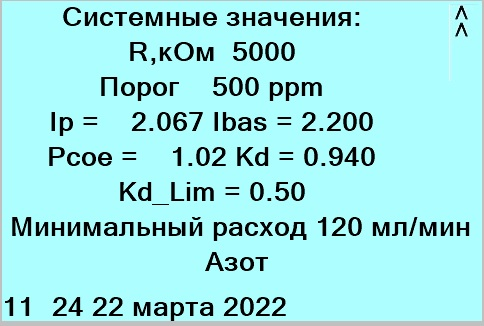 Системные значения:
R,кОм 5000
Порог 500 ppm
Ip = 2.067 Ibas = 2.200
Pcoe = 1.02 Kd = 0.940
Kd_Lim = 0.50
Минимальный расход 120 мл/мин
Азот
11 24 22 марта 2022